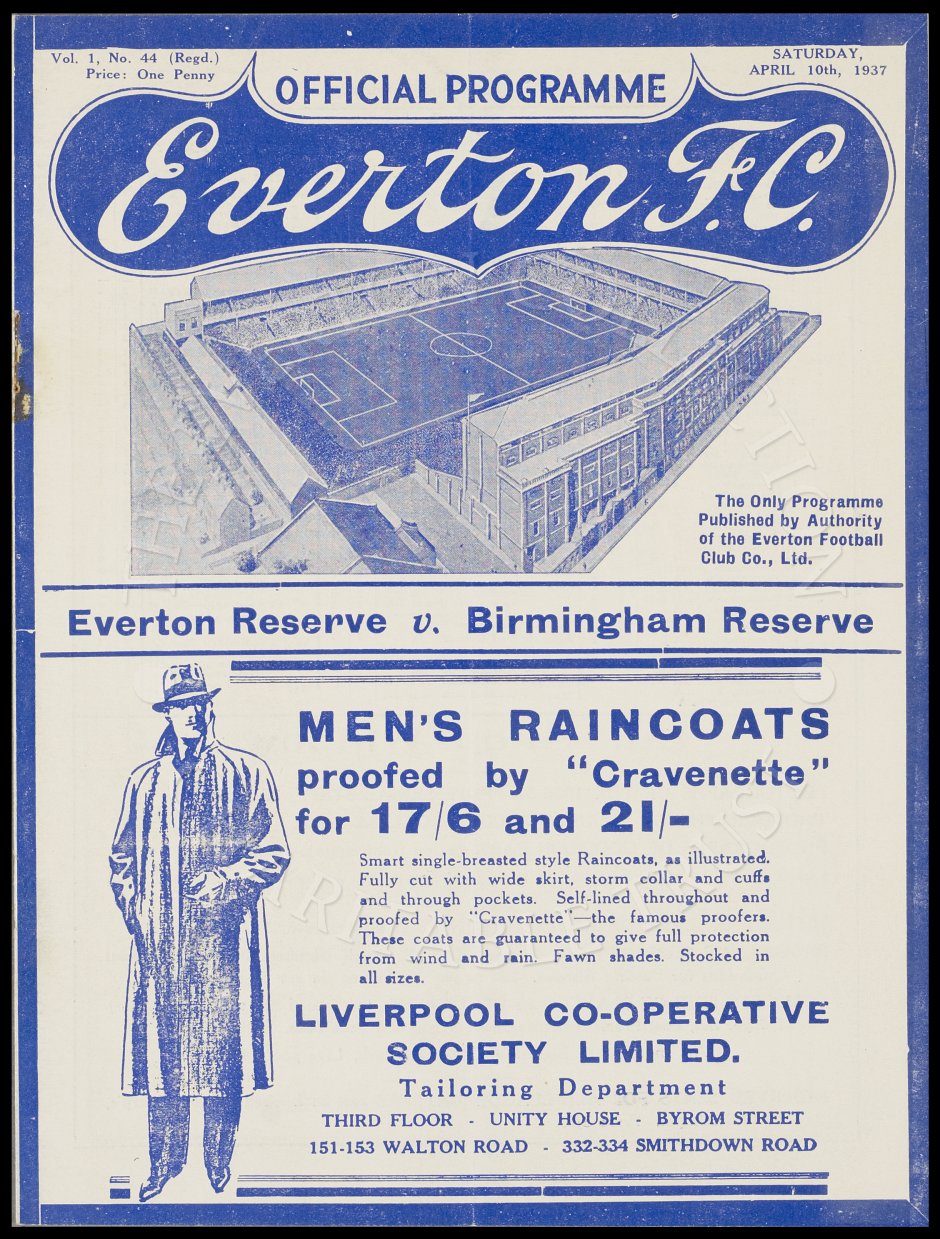 Vol. 1, No. 44 (Regd.)
Price: One Penny
SATURDAY,
APRIL 10th, 1937
OFFICIAL PROGRAMME
Everton F.C.
The Only Programme
Published by Authority
of the Everton Football
Club Co., Ltd.
Everton Reserve v. Birmingham Reserve
MEN'S RAINCOATS
proofed by "Cravenette"
for 17/6 and 21/-
Smart single-breasted style Raincoats, as illustrated.
Fully cut with wide skirt, storm collar and cuffs
and through pockets. Self-lined throughout and
proofed by "Cravenette"—the famous proofers.
These coats are guaranteed to give full protection
from wind and rain. Fawn shades. Stocked in
all sizes.
LIVERPOOL CO-OPERATIVE
SOCIETY LIMITED.
Tailoring Department
THIRD FLOOR - UNITY HOUSE - BYROM STREET
151-153 WALTON ROAD - 332-334 SMITHDOWN ROAD